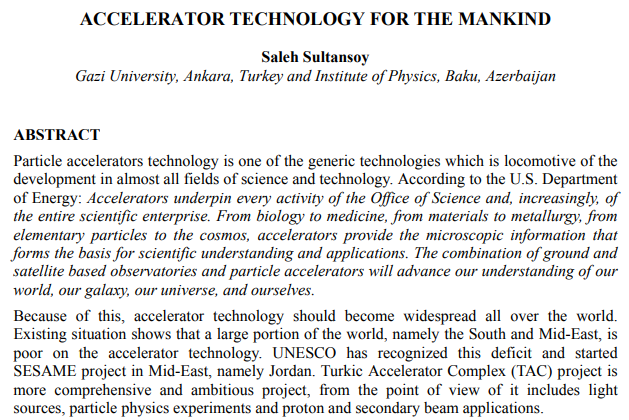 ACCELERATOR TECHNOLOGY FOR THE MANKIND
Saleh Sultansoy
Gazi University, Ankara, Turkey and Institute of Physics, Baku, Azerbaijan
ABSTRACT
Particle accelerators technology is one of the generic technologies which is locomotive of the
development in almost all fields of science and technology. According to the U.S. Department
of Energy: Accelerators underpin every activity of the Office of Science and, increasingly, of
the entire scientific enterprise. From biology to medicine, from materials to metallurgy, from
elementary particles to the cosmos, accelerators provide the microscopic information that
forms the basis for scientific understanding and applications. The combination of ground and
satellite based observatories and particle accelerators will advance our understanding of our
world, our galaxy, our universe, and ourselves.
Because of this, accelerator technology should become widespread all over the world.
Existing situation shows that a large portion of the world, namely the South and Mid-East, is
poor on the accelerator technology. UNESCO has recognized this deficit and started
SESAME project in Mid-East, namely Jordan. Turkic Accelerator Complex (TAC) project is
more comprehensive and ambitious project, from the point of view of it includes light
sources, particle physics experiments and proton and secondary beam applications.